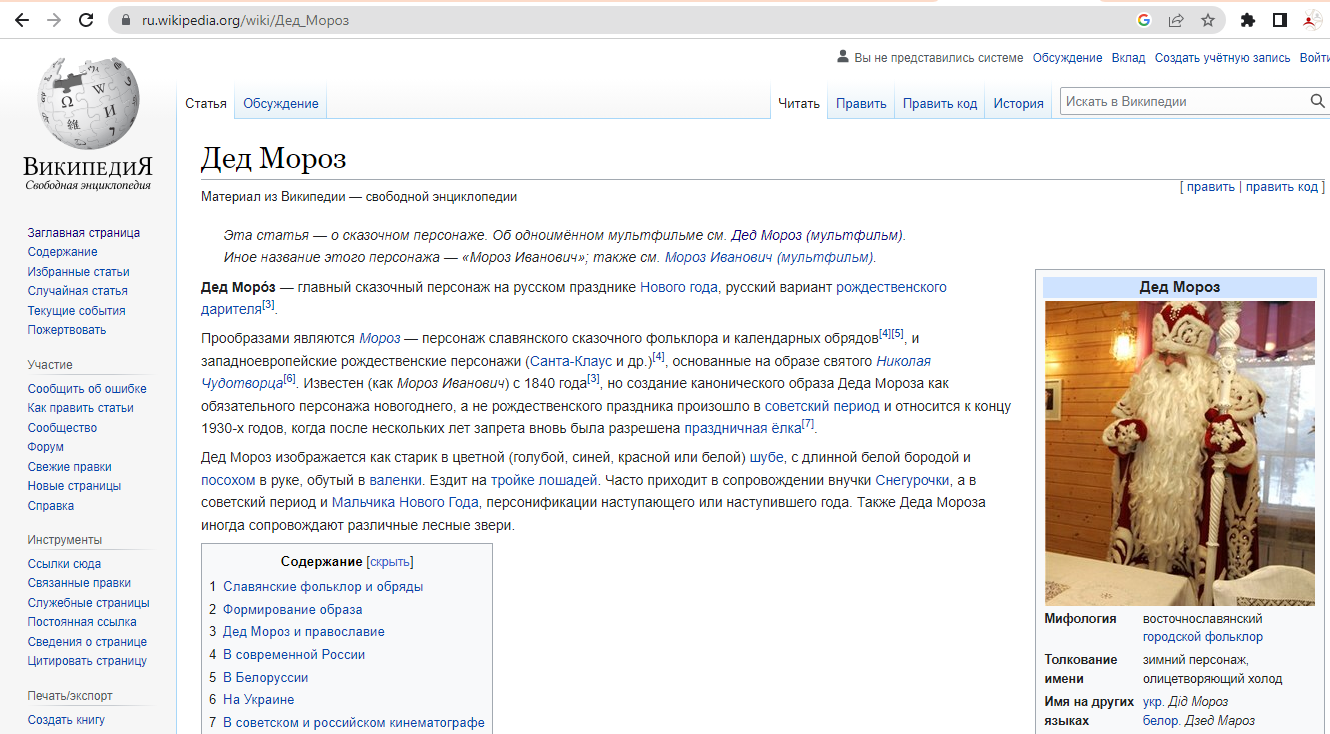 ru.wikipedia.org/wiki/Дед_Мороз
Вы не представились системе Обсуждение Вклад Создать учётную запись Войти
Статья Обсуждение Читать Править Править код История Искать в Википедии
ВикипедиЯ
Свободная энциклопедия
Заглавная страница
Содержание
Избранные статьи
Случайная статья
Текущие события
Пожертвовать
Участие
Сообщить об ошибке
Как править статьи
Сообщество
Форум
Свежие правки
Новые страницы
Справка
Инструменты
Ссылки сюда
Связанные правки
Служебные страницы
Постоянная ссылка
Сведения о странице
Цитировать страницу
Печать/экспорт
Создать книгу
Дед Мороз
[ править | править код ]
Материал из Википедии — свободной энциклопедии
Эта статья — о сказочном персонаже. Об одноимённом мультфильме см. Дед Мороз (мультфильм).
Иное название этого персонажа — «Мороз Иванович»; также см. Мороз Иванович (мультфильм).
Дед Моро́з — главный сказочный персонаж на русском празднике Нового года, русский вариант рождественского
дарителя[3].
Прообразами являются Мороз — персонаж славянского сказочного фольклора и календарных обрядов[4][5], и
западноевропейские рождественские персонажи (Санта-Клаус и др.)[4], основанные на образе святого Николая
Чудотворца[6]. Известен (как Мороз Иванович) с 1840 года[3], но создание канонического образа Деда Мороза как
обязательного персонажа новогоднего, а не рождественского праздника произошло в советский период и относится к концу
1930-х годов, когда после нескольких лет запрета вновь была разрешена праздничная ёлка[7].
Дед Мороз изображается как старик в цветной (голубой, синей, красной или белой) шубе, с длинной белой бородой и
посохом в руке, обутый в валенки. Ездит на тройке лошадей. Часто приходит в сопровождении внучки Снегурочки, а в
советский период и Мальчика Нового Года, персонификации наступающего или наступившего года. Также Деда Мороза
иногда сопровождают различные лесные звери.
Содержание [скрыть]
1 Славянские фольклор и обряды
2 Формирование образа
3 Дед Мороз и православие
4 В современной России
5 В Белоруссии
6 На Украине
7 В советском и российском кинематографе
Дед Мороз
Мифология восточнославянский
городской фольклор
Толкование зимний персонаж,
имени олицетворяющий холод
Имя на других укр. Дід Мороз
языках белор. Дзед Мароз